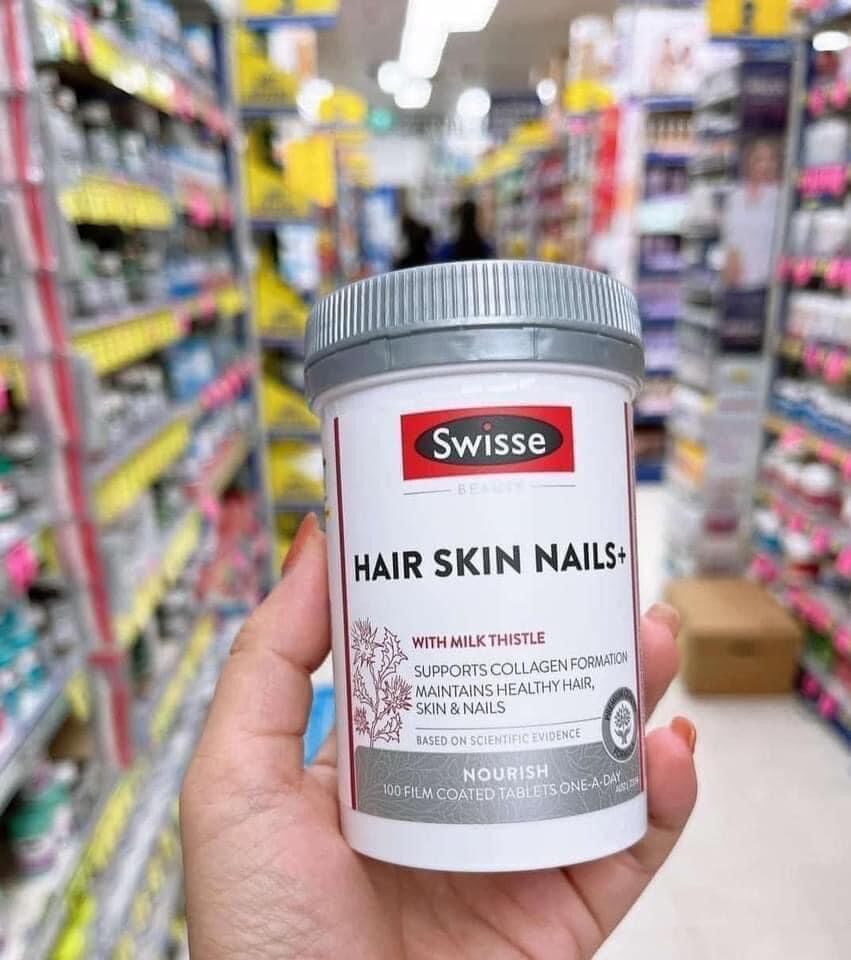 Swisse
BEAUTY
HAIR SKIN NAILS+
WITH MILK THISTLE
SUPPORTS COLLAGEN FORMATION
MAINTAINS HEALTHY HAIR,
SKIN & NAILS
BASED ON SCIENTIFIC EVIDENCE
NOURISH
100 FILM COATED TABLETS ONE-A-DAY